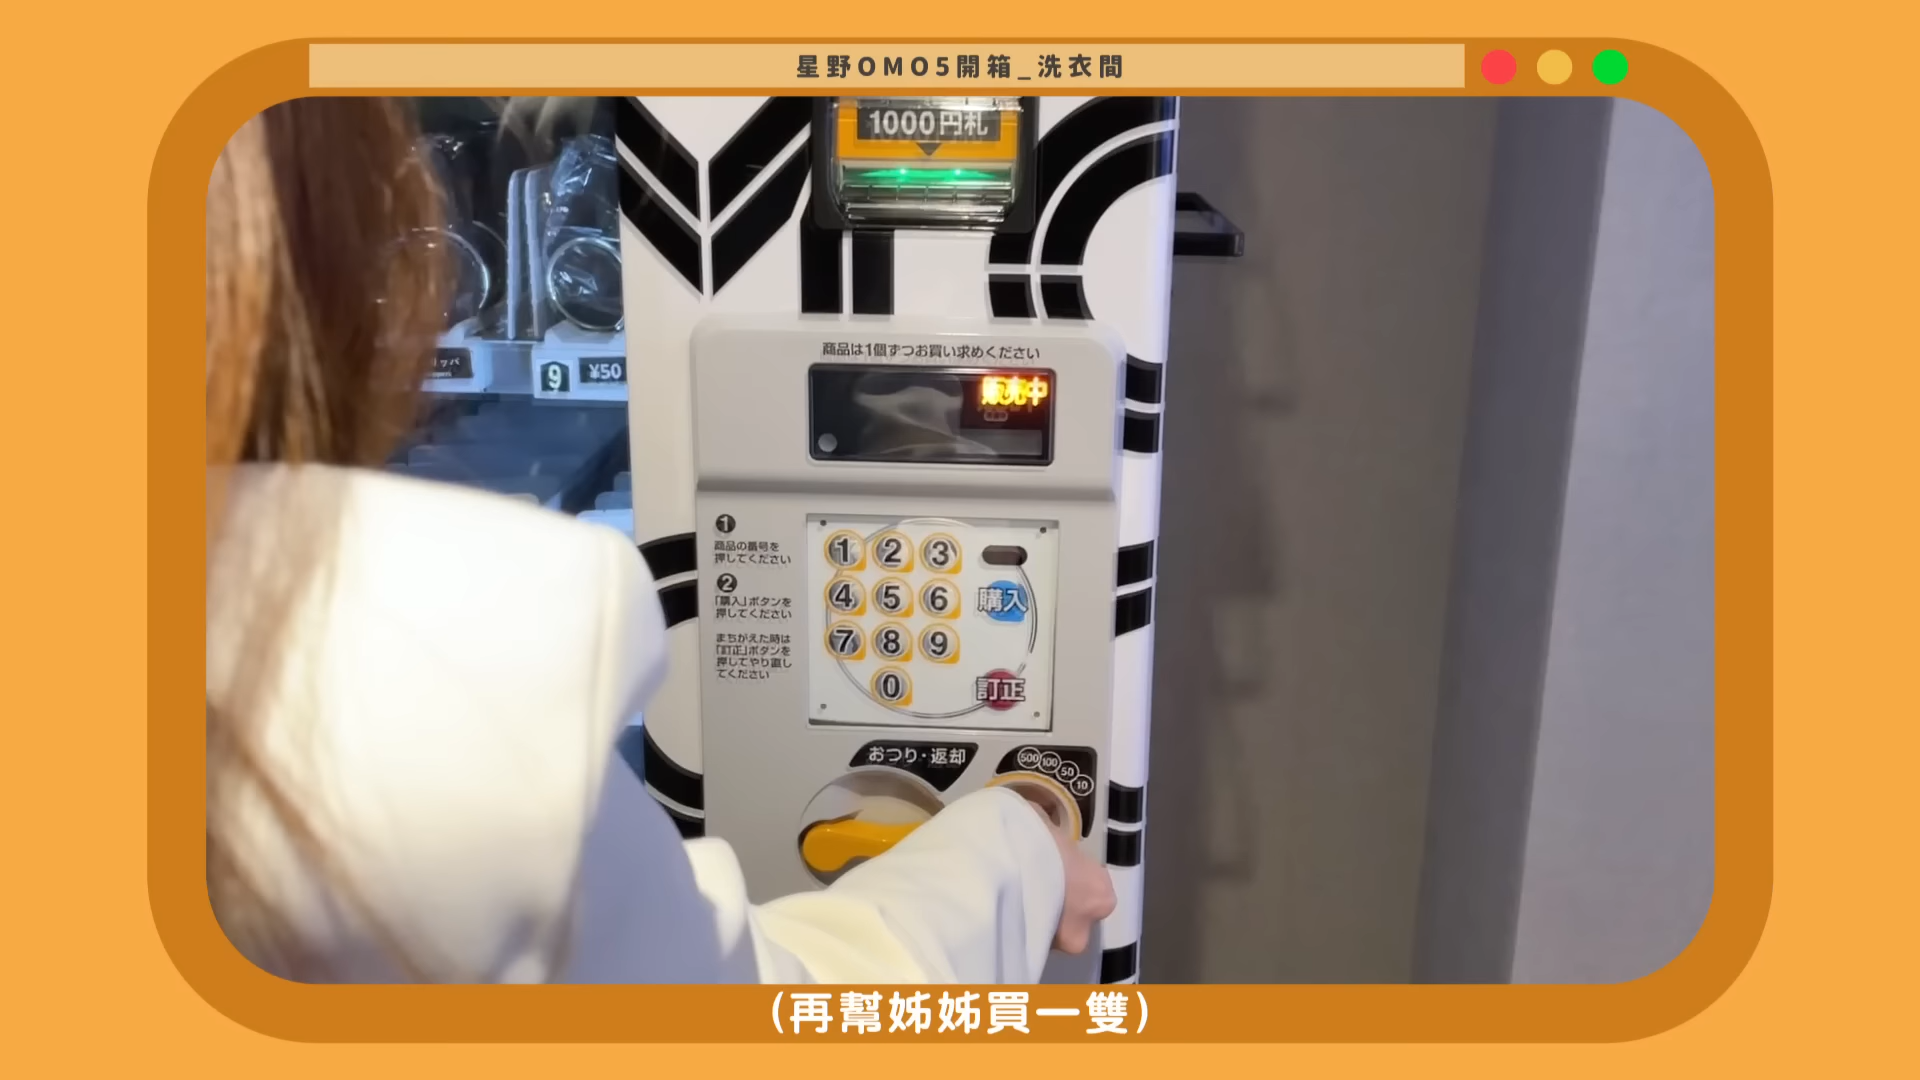 星野OMO5開箱_洗衣間
1000円札
商品は1個ずつお買い求めください
販売中
9
¥50
❶
商品の番号を
押してください
❷
「購入」ボタンを
押してください
まちがえた時は
「訂正」ボタンを
押してやり直し
てください
1 2 3
4 5 6 購入
7 8 9
0 訂正
おつり・返却
500 100 50 10
(再幫姊姊買一雙)